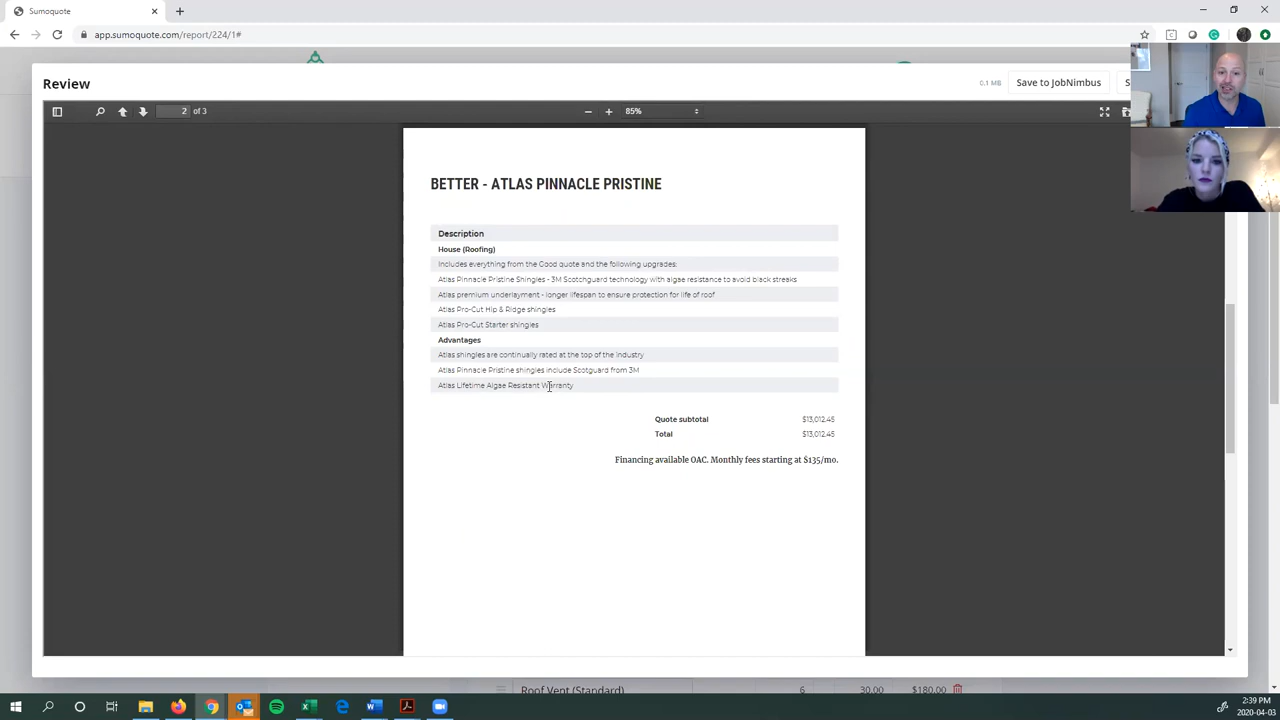 Sumoquote
app.sumoquote.com/report/224/1#
Review
0.1 MB
Save to JobNimbus
S
2 of 3
85%
BETTER - ATLAS PINNACLE PRISTINE
Description
House (Roofing)
Includes everything from the Good quote and the following upgrades:
Atlas Pinnacle Pristine Shingles - 3M Scotchguard technology with algae resistance to avoid black streaks
Atlas premium underlayment - longer lifespan to ensure protection for life of roof
Atlas Pro-Cut Hip & Ridge shingles
Atlas Pro-Cut Starter shingles
Advantages
Atlas shingles are continually rated at the top of the industry
Atlas Pinnacle Pristine shingles include Scotguard from 3M
Atlas Lifetime Algae Resistant Warranty
Quote subtotal $13,012.45
Total $13,012.45
Financing available OAC. Monthly fees starting at $135/mo.
Roof Vent (Standard) 6 30.00 $180.00
2:39 PM
2020-04-03